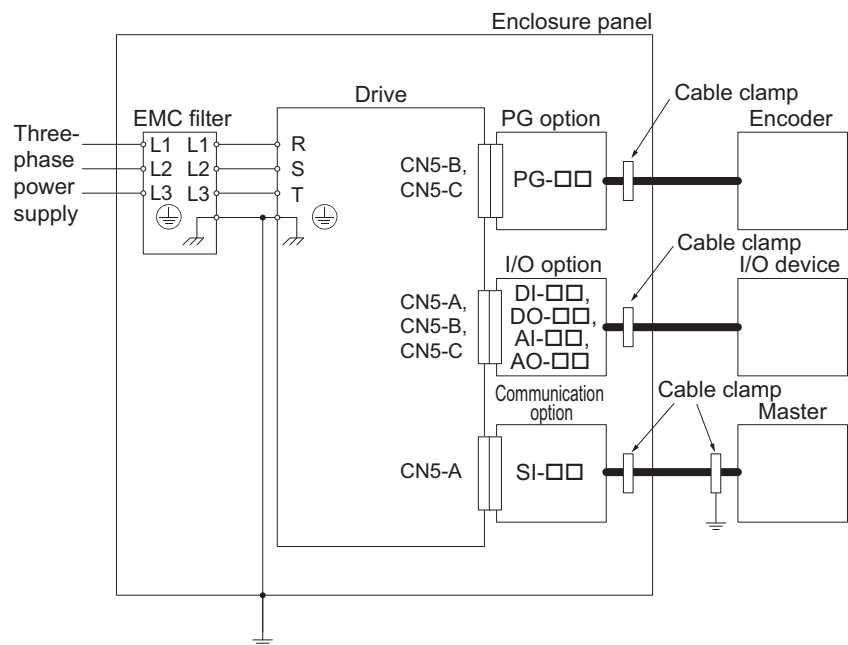 Enclosure panel
Drive
EMC filter
Three-
phase
power
supply
L1 L1
L2 L2
L3 L3
R
S
T
PG option
CN5-B,
CN5-C
PG-□□
Cable clamp
Encoder
I/O option
CN5-A,
CN5-B,
CN5-C
DI-□□,
DO-□□,
AI-□□,
AO-□□
Cable clamp
I/O device
Communication
option
CN5-A
SI-□□
Cable clamp
Master